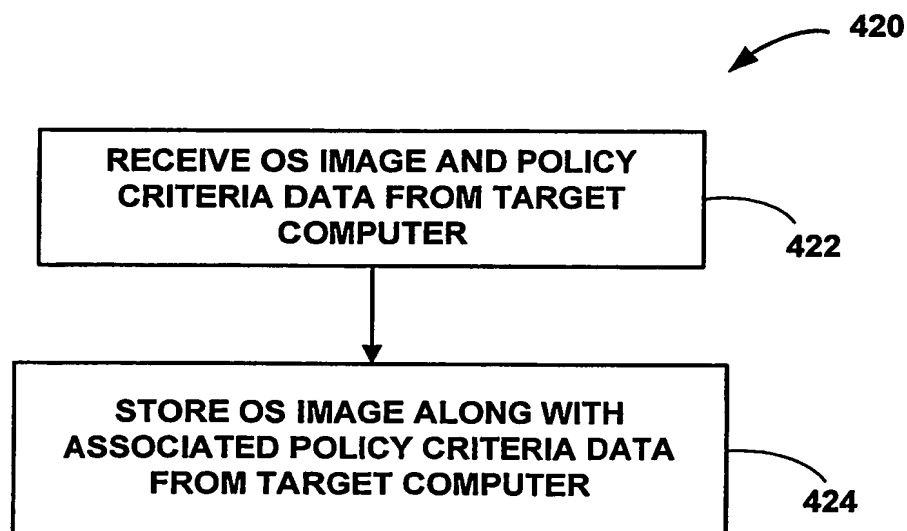 420
RECEIVE OS IMAGE AND POLICY
CRITERIA DATA FROM TARGET
COMPUTER
422
STORE OS IMAGE ALONG WITH
ASSOCIATED POLICY CRITERIA DATA
FROM TARGET COMPUTER
424